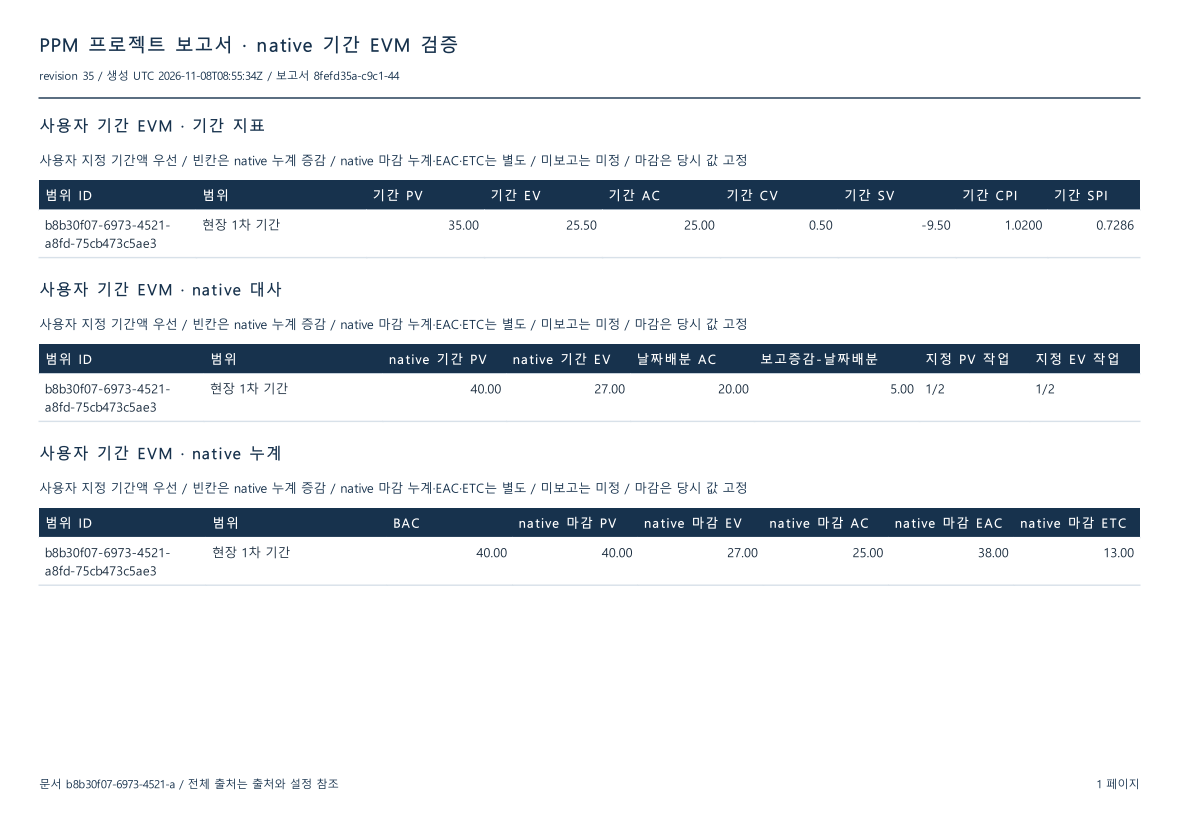 PPM 프로젝트 보고서 · native 기간 EVM 검증
revision 35 / 생성 UTC 2026-11-08T08:55:34Z / 보고서 8fefd35a-c9c1-44
사용자 기간 EVM · 기간 지표
사용자 지정 기간액 우선 / 빈칸은 native 누계 증감 / native 마감 누계·EAC·ETC는 별도 / 미보고는 미정 / 마감은 당시 값 고정
범위 ID 범위 기간 PV 기간 EV 기간 AC 기간 CV 기간 SV 기간 CPI 기간 SPI
b8b30f07-6973-4521- 현장 1차 기간 35.00 25.50 25.00 0.50 -9.50 1.0200 0.7286
a8fd-75cb473c5ae3
사용자 기간 EVM · native 대사
사용자 지정 기간액 우선 / 빈칸은 native 누계 증감 / native 마감 누계·EAC·ETC는 별도 / 미보고는 미정 / 마감은 당시 값 고정
범위 ID 범위 native 기간 PV native 기간 EV 날짜배분 AC 보고증감-날짜배분 지정 PV 작업 지정 EV 작업
b8b30f07-6973-4521- 현장 1차 기간 40.00 27.00 20.00 5.00 1/2 1/2
a8fd-75cb473c5ae3
사용자 기간 EVM · native 누계
사용자 지정 기간액 우선 / 빈칸은 native 누계 증감 / native 마감 누계·EAC·ETC는 별도 / 미보고는 미정 / 마감은 당시 값 고정
범위 ID 범위 BAC native 마감 PV native 마감 EV native 마감 AC native 마감 EAC native 마감 ETC
b8b30f07-6973-4521- 현장 1차 기간 40.00 40.00 27.00 25.00 38.00 13.00
a8fd-75cb473c5ae3
문서 b8b30f07-6973-4521-a / 전체 출처는 출처와 설정 참조 1 페이지